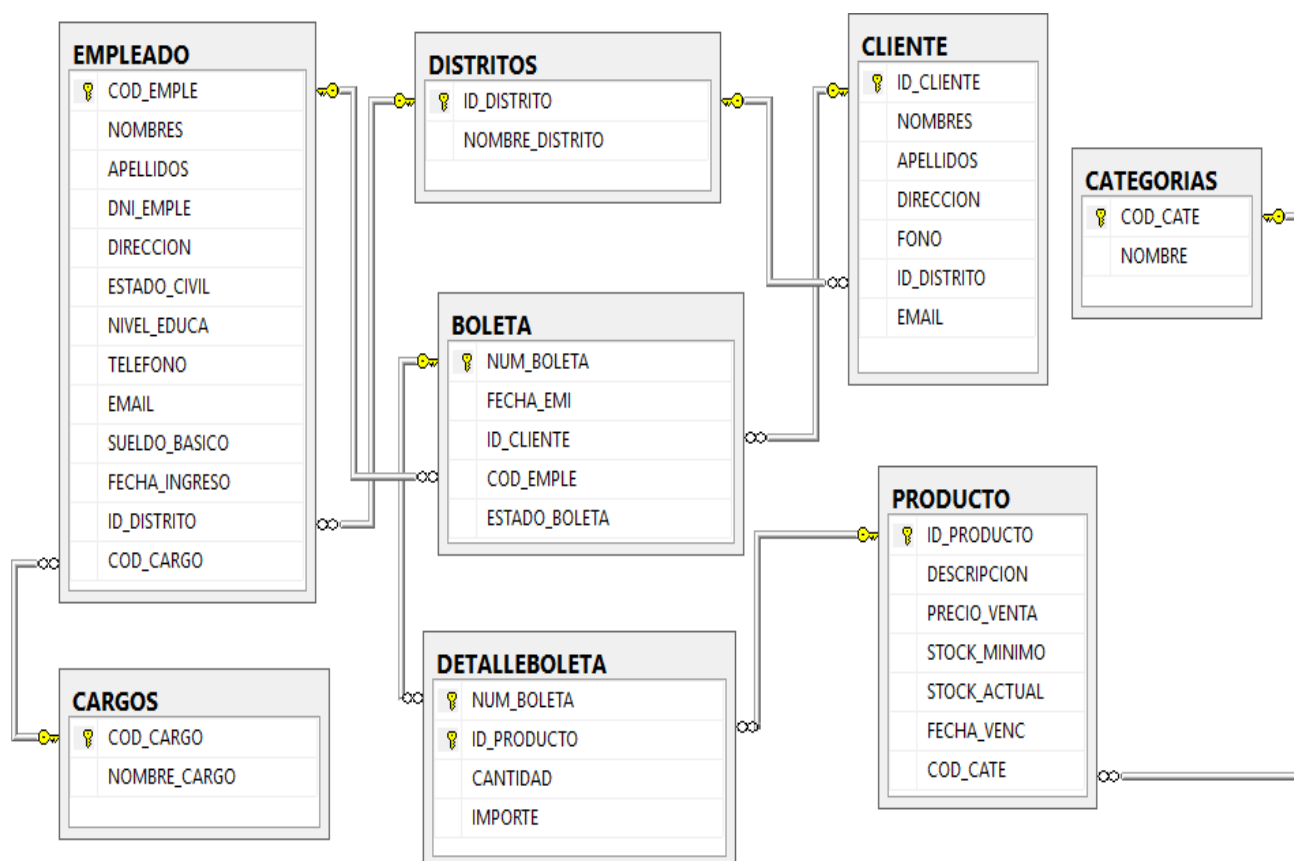 EMPLEADO
COD_EMPLE
NOMBRES
APELLIDOS
DNI_EMPLE
DIRECCION
ESTADO_CIVIL
NIVEL_EDUCA
TELEFONO
EMAIL
SUELDO_BASICO
FECHA_INGRESO
ID_DISTRITO
COD_CARGO
CARGOS
COD_CARGO
NOMBRE_CARGO
DISTRITOS
ID_DISTRITO
NOMBRE_DISTRITO
BOLETA
NUM_BOLETA
FECHA_EMI
ID_CLIENTE
COD_EMPLE
ESTADO_BOLETA
DETALLEBOLETA
NUM_BOLETA
ID_PRODUCTO
CANTIDAD
IMPORTE
CLIENTE
ID_CLIENTE
NOMBRES
APELLIDOS
DIRECCION
FONO
ID_DISTRITO
EMAIL
PRODUCTO
ID_PRODUCTO
DESCRIPCION
PRECIO_VENTA
STOCK_MINIMO
STOCK_ACTUAL
FECHA_VENC
COD_CATE
CATEGORIAS
COD_CATE
NOMBRE